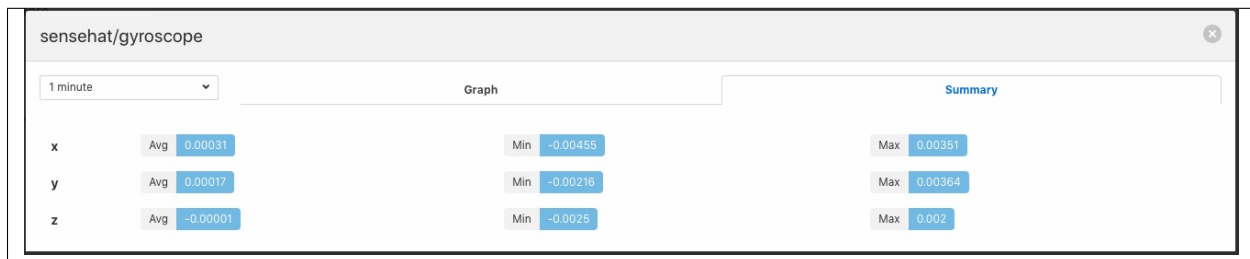 sensehat/gyroscope
1 minute Graph Summary
x Avg 0.00031 Min -0.00455 Max 0.00351
y Avg 0.00017 Min -0.00216 Max 0.00364
z Avg -0.00001 Min -0.0025 Max 0.002